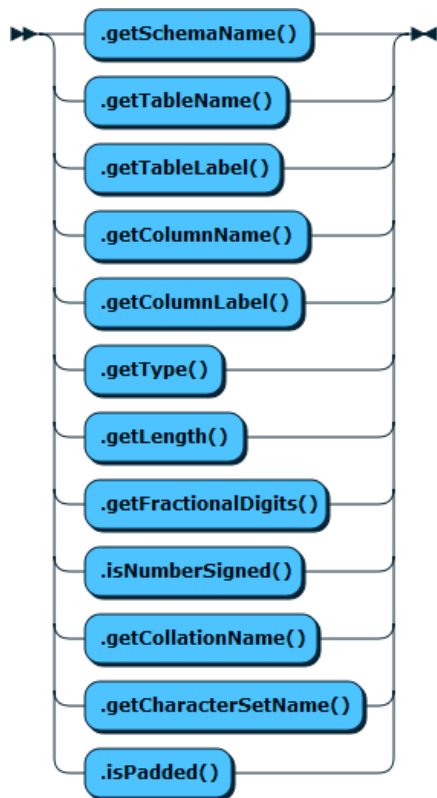 .getSchemaName()
.getTableName()
.getTableLabel()
.getColumnName()
.getColumnLabel()
.getType()
.getLength()
.getFractionalDigits()
.isNumberSigned()
.getCollationName()
.getCharacterSetName()
.isPadded()